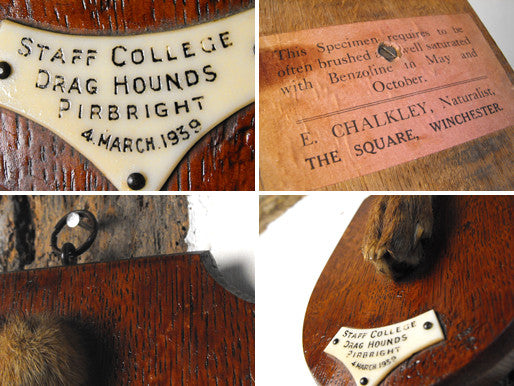 STAFF COLLEGE
DRAG HOUNDS
PIRBRIGHT
4.MARCH.1939
This Specimen requires to be
often brushed & well saturated
with Benzoline in May and
October.
E. CHALKLEY, Naturalist,
THE SQUARE, WINCHESTER.
STAFF COLLEGE
DRAG HOUNDS
PIRBRIGHT
4.MARCH.1939